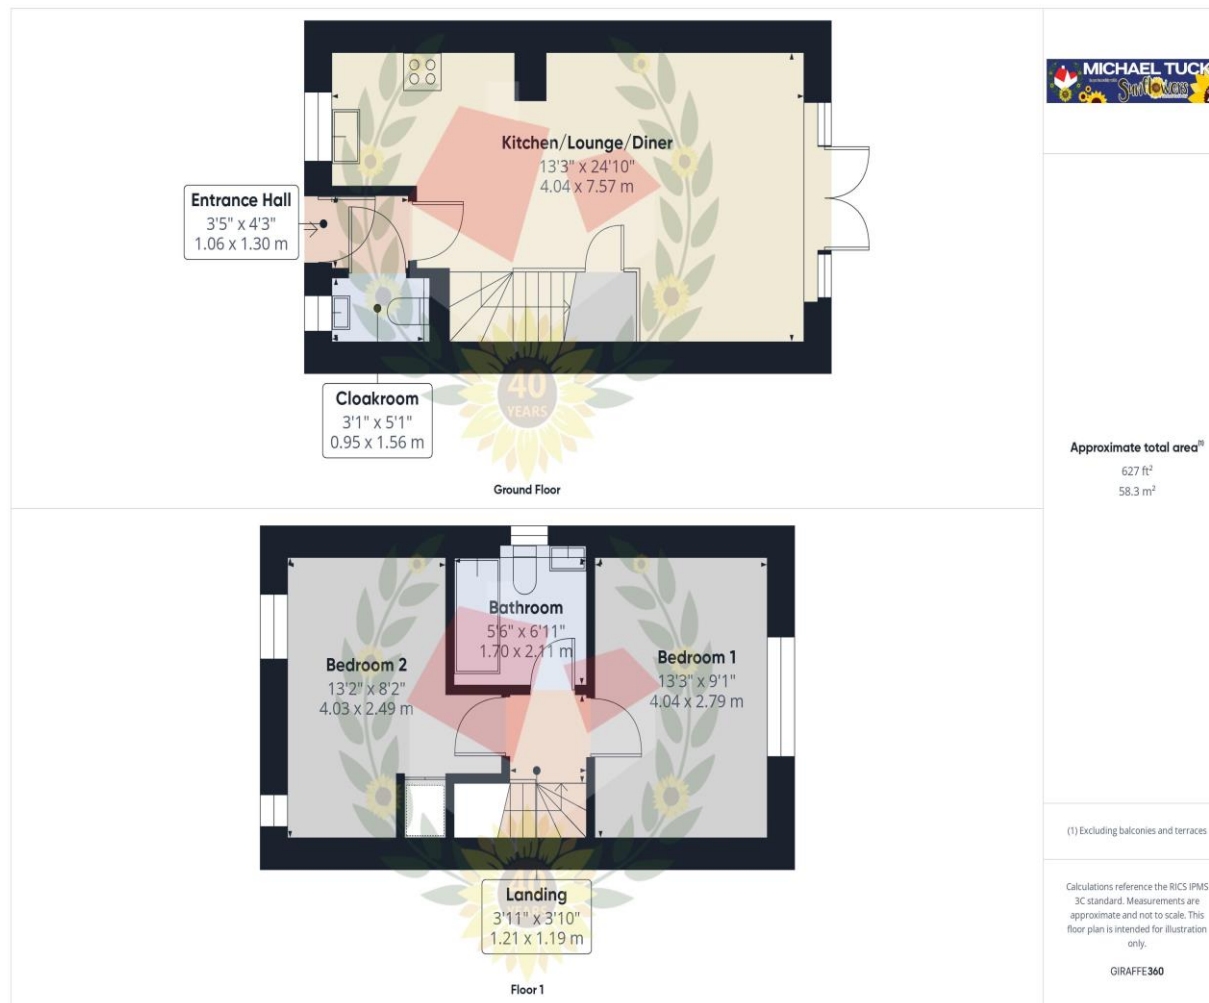 Kitchen/Lounge/Diner
13'3" x 24'10"
4.04 x 7.57 m
Entrance Hall
3'5" x 4'3"
1.06 x 1.30 m
Cloakroom
3'1" x 5'1"
0.95 x 1.56 m
40
YEARS
Ground Floor
MICHAEL TUCK
Sunflowers
Approximate total area(1)
627 ft²
58.3 m²
Bathroom
5'6" x 6'11"
1.70 x 2.11 m
Bedroom 2
13'2" x 8'2"
4.03 x 2.49 m
Bedroom 1
13'3" x 9'1"
4.04 x 2.79 m
Landing
3'11" x 3'10"
1.21 x 1.19 m
Floor 1
(1) Excluding balconies and terraces
Calculations reference the RICS IPMS
3C standard. Measurements are
approximate and not to scale. This
floor plan is intended for illustration
only.
GIRAFFE360